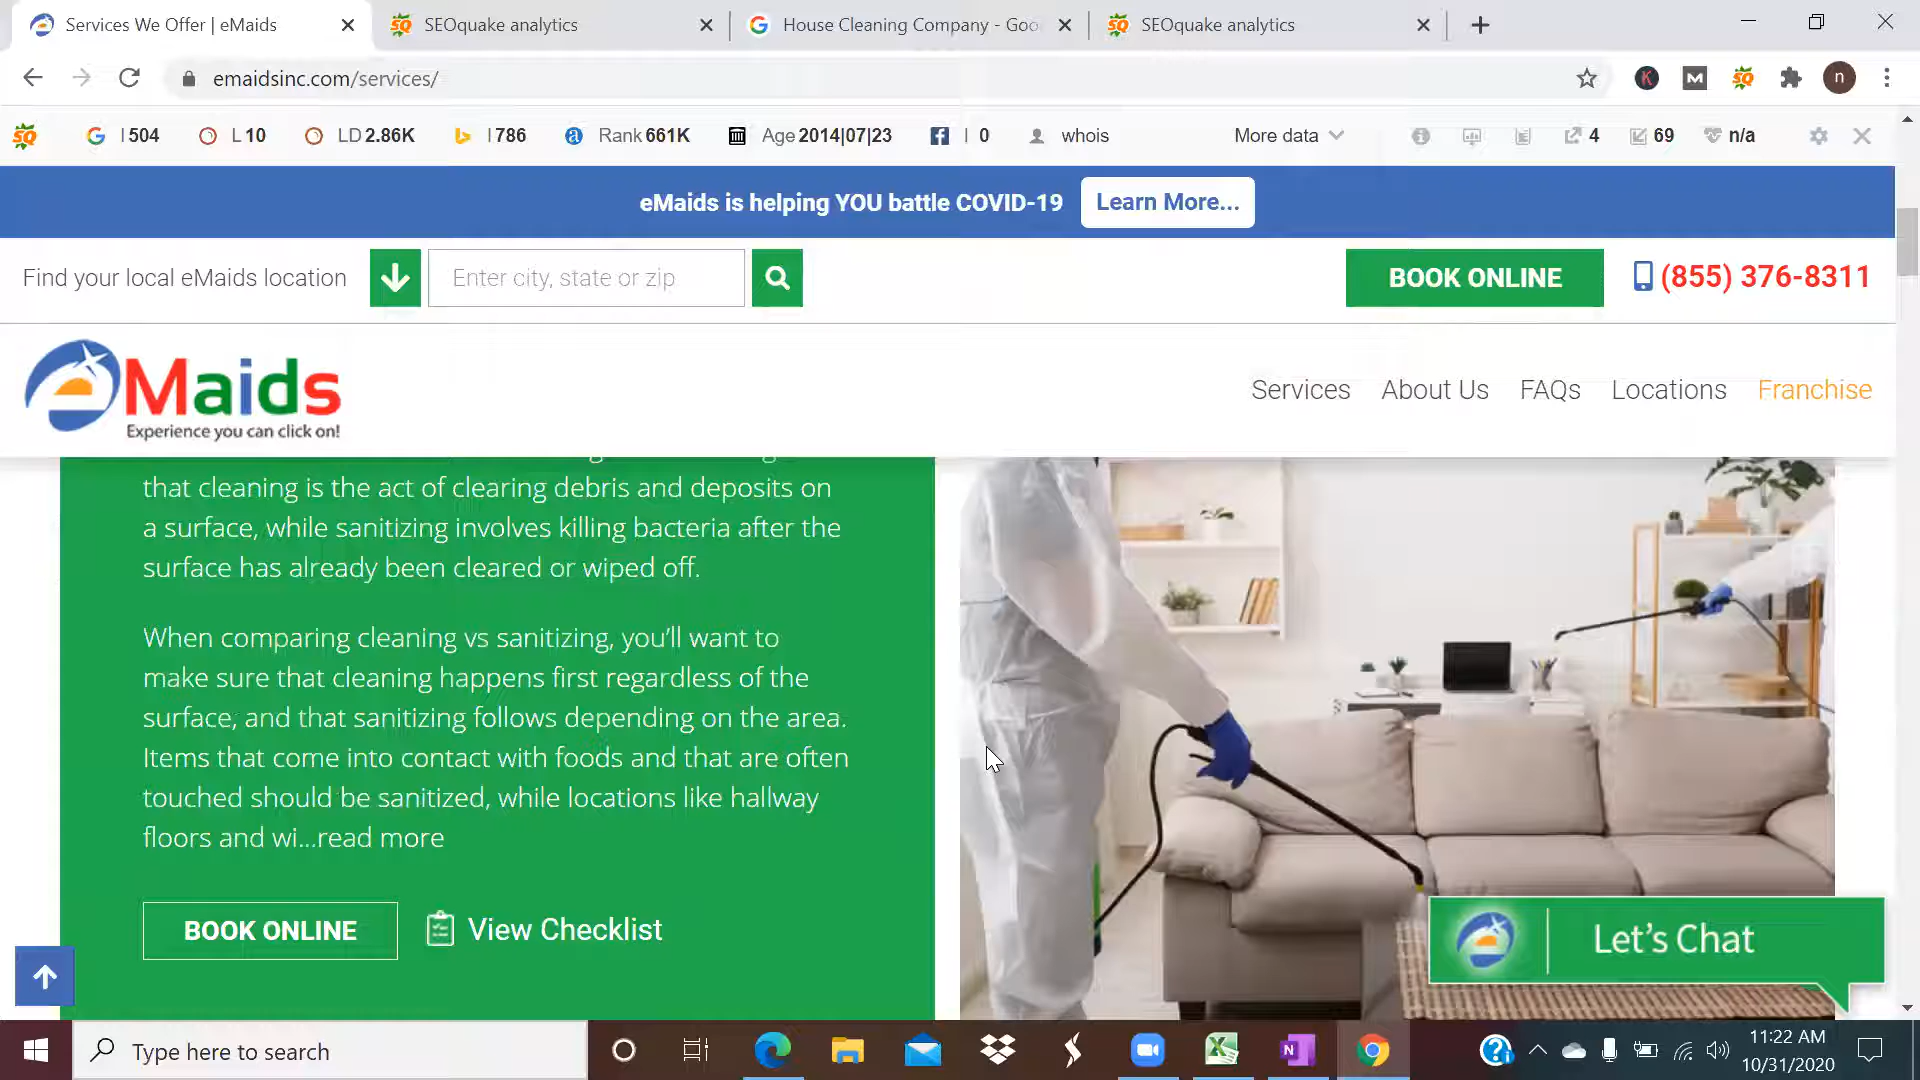 Services We Offer | eMaids
SEOquake analytics
House Cleaning Company - Goo
SEOquake analytics
emaidsinc.com/services/
I 504
L 10
LD 2.86K
I 786
Rank 661K
Age 2014|07|23
I 0
whois
More data
4
69
n/a
eMaids is helping YOU battle COVID-19
Learn More...
Find your local eMaids location
Enter city, state or zip
BOOK ONLINE
(855) 376-8311
eMaids
Experience you can click on!
Services
About Us
FAQs
Locations
Franchise
that cleaning is the act of clearing debris and deposits on
a surface, while sanitizing involves killing bacteria after the
surface has already been cleared or wiped off.
When comparing cleaning vs sanitizing, you'll want to
make sure that cleaning happens first regardless of the
surface, and that sanitizing follows depending on the area.
Items that come into contact with foods and that are often
touched should be sanitized, while locations like hallway
floors and wi...read more
BOOK ONLINE
View Checklist
Let's Chat
Type here to search
11:22 AM
10/31/2020